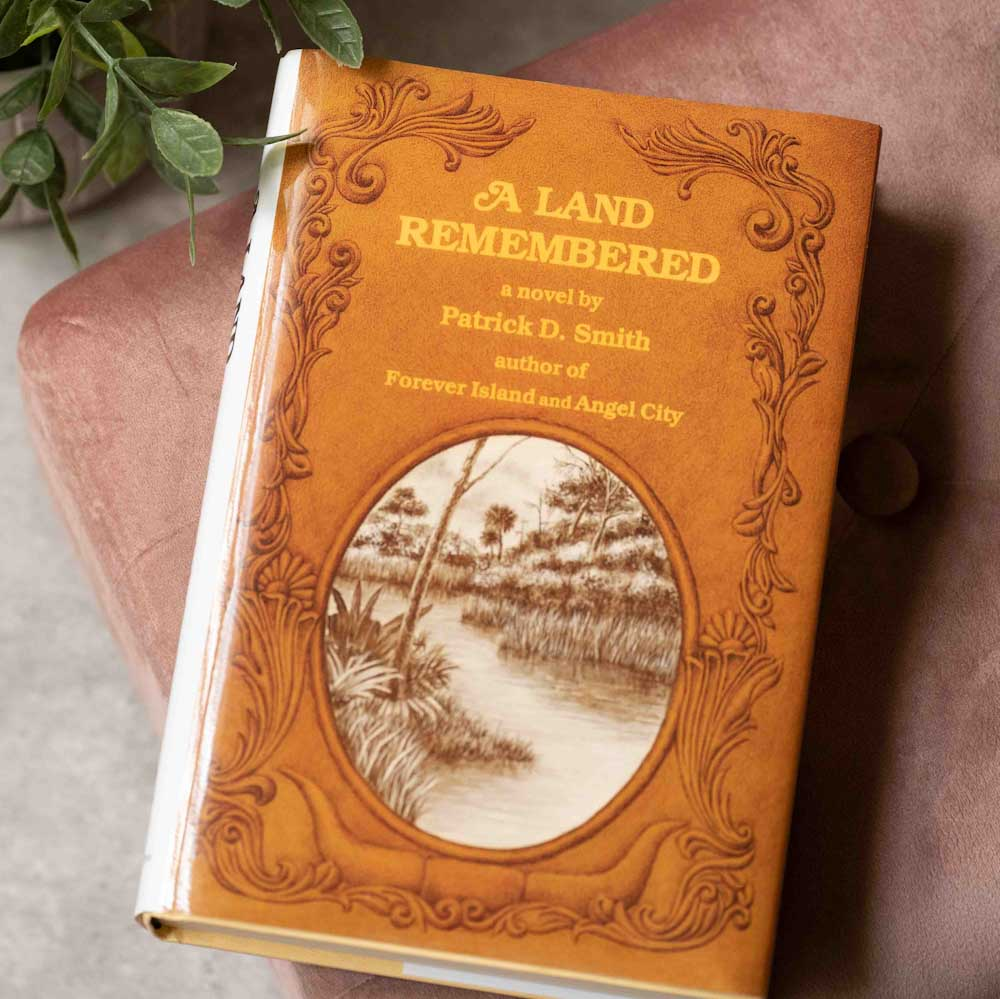 A LAND
REMEMBERED
a novel by
Patrick D. Smith
author of
Forever Island and Angel City